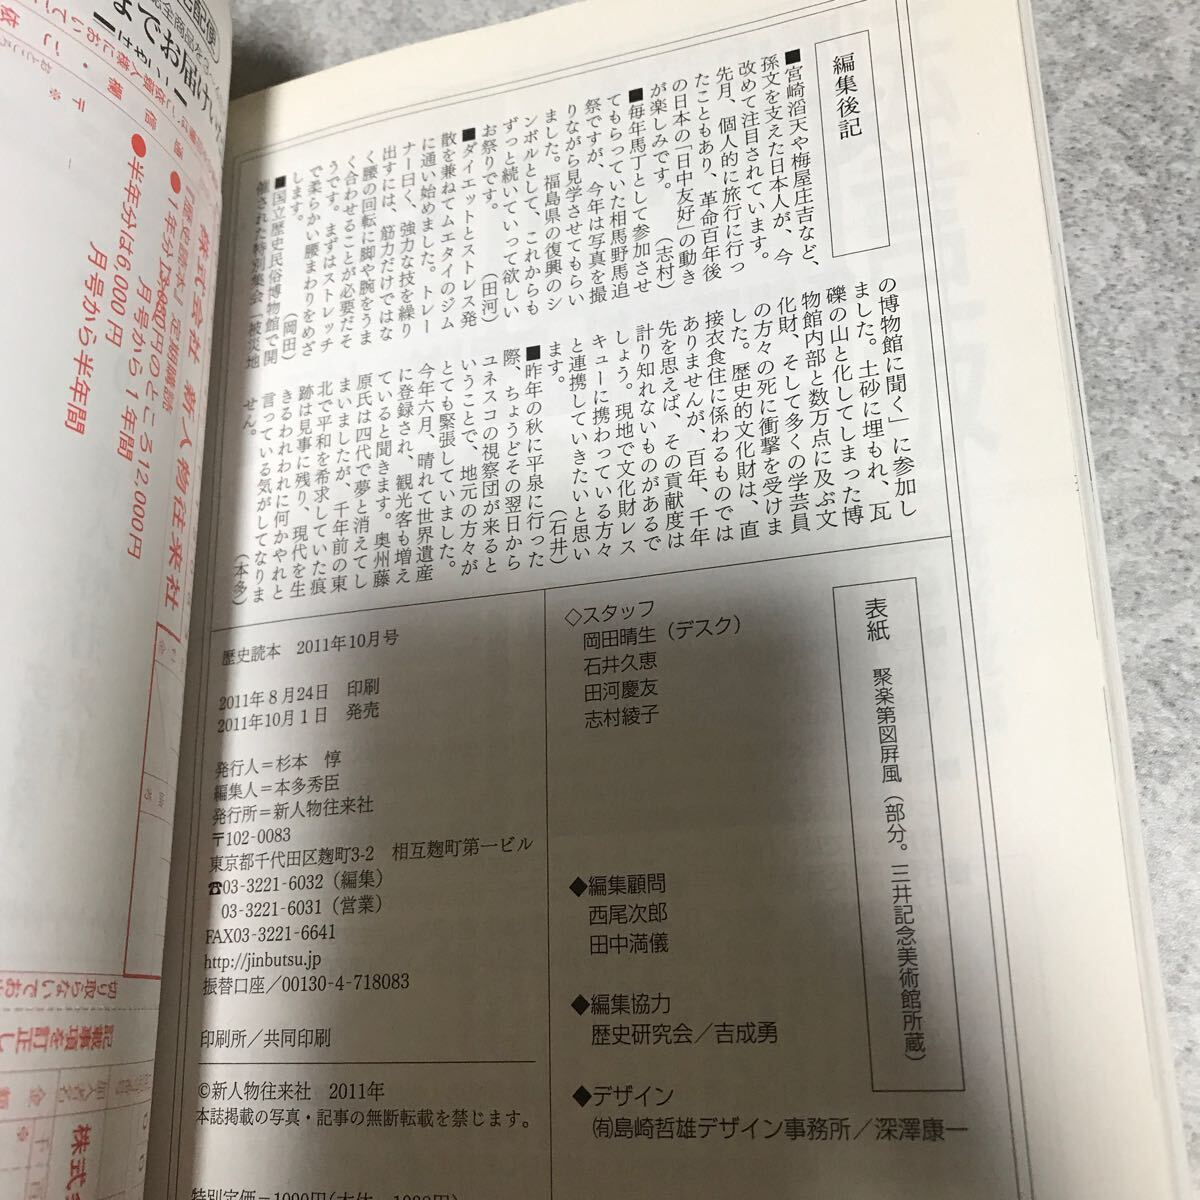 編集後記
■宮崎滔天や梅屋庄吉など、
孫文を支えた日本人が、今
改めて注目されています。
先月、個人的に旅行に行っ
たこともあり、革命百年後
の日本の「日中友好」の動き
が楽しみです。（志村）
■毎年馬丁として参加させ
てもらっていた相馬野馬追
祭ですが、今年は写真を撮
りながら見学させてもらい
ました。福島県の復興のシ
ンボルとして、これからも
ずっと続いていって欲しい
お祭りです。（田河）
■ダイエットとストレス発
散を兼ねてムエタイのジム
に通い始めました。トレー
ナー曰く、強力な技を繰り
出すには、筋力だけではな
く腰の回転に脚や腕をうま
く合わせることが必要だそ
うです。まずはストレッチ
で柔らかい腰まわりをめざ
します。（岡田）
■国立歴史民俗博物館で開
催された特別集会「被災地
の博物館に聞く」に参加し
ました。土砂に埋もれ、瓦
礫の山と化してしまった博
物館内部と数万点に及ぶ文
化財、そして多くの学芸員
の方々の死に衝撃を受けま
した。歴史的文化財は、直
接衣食住に係わるものでは
ありませんが、百年、千年
先を思えば、その貢献度は
計り知れないものがあるで
しょう。現地で文化財レス
キューに携わっている方々
と連携していきたいと思い
ます。（石井）
■昨年の秋に平泉に行った
際、ちょうどその翌日から
ユネスコの視察団が来ると
いうことで、地元の方々が
とても緊張していました。
今年六月、晴れて世界遺産
に登録され、観光客も増え
ていると聞きます。奥州藤
原氏は四代で夢と消えてし
まいましたが、千年前の東
北で平和を希求していた痕
跡は見事に残り、現代を生
きるわれわれに何かやれと
言っている気がしてなりま
せん。（本多）
表紙　聚楽第図屛風（部分。三井記念美術館所蔵）
◇スタッフ
岡田晴生（デスク）
石井久恵
田河慶友
志村綾子
◆編集顧問
西尾次郎
田中満儀
◆編集協力
歴史研究会／吉成勇
◆デザイン
㈲島崎哲雄デザイン事務所／深澤康一
歴史読本　2011年10月号
2011年8月24日　印刷
2011年10月1日　発売
発行人＝杉本　惇
編集人＝本多秀臣
発行所＝新人物往来社
〒102-0083
東京都千代田区麹町3-2　相互麹町第一ビル
☎03-3221-6032（編集）
03-3221-6031（営業）
FAX03-3221-6641
http://jinbutsu.jp
振替口座／00130-4-718083
印刷所／共同印刷
©新人物往来社　2011年
本誌掲載の写真・記事の無断転載を禁じます。
株式会社 新人物往来社
『歴史読本』定期購読
月号から1年間
●半年分は6,000円
月号から半年間